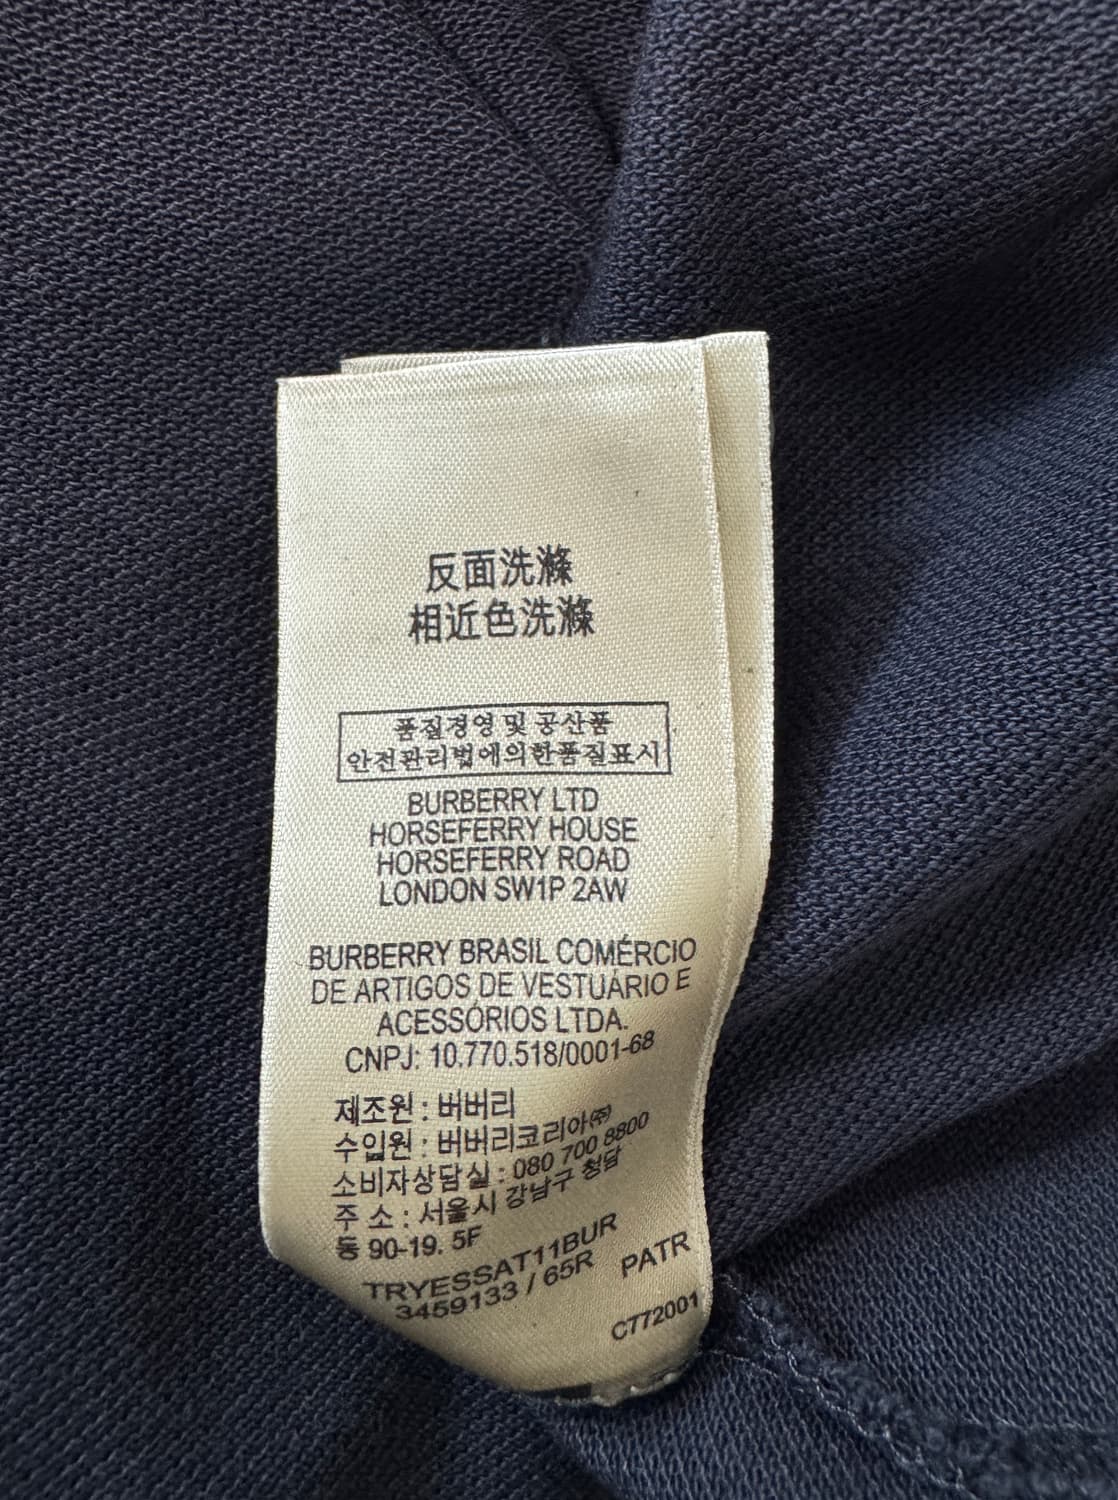 反面洗滌
相近色洗滌
품질경영 및 공산품
안전관리법에의한품질표시
BURBERRY LTD
HORSEFERRY HOUSE
HORSEFERRY ROAD
LONDON SW1P 2AW
BURBERRY BRASIL COMÉRCIO
DE ARTIGOS DE VESTUÁRIO E
ACESSÓRIOS LTDA.
CNPJ: 10.770.518/0001-68
제조원 : 버버리
수입원 : 버버리코리아㈜
소비자상담실 : 080 700 8800
주 소 : 서울시 강남구 청담
동 90-19. 5F
TRYESSAT11BUR PATR
3459133 / 65R
CT72001